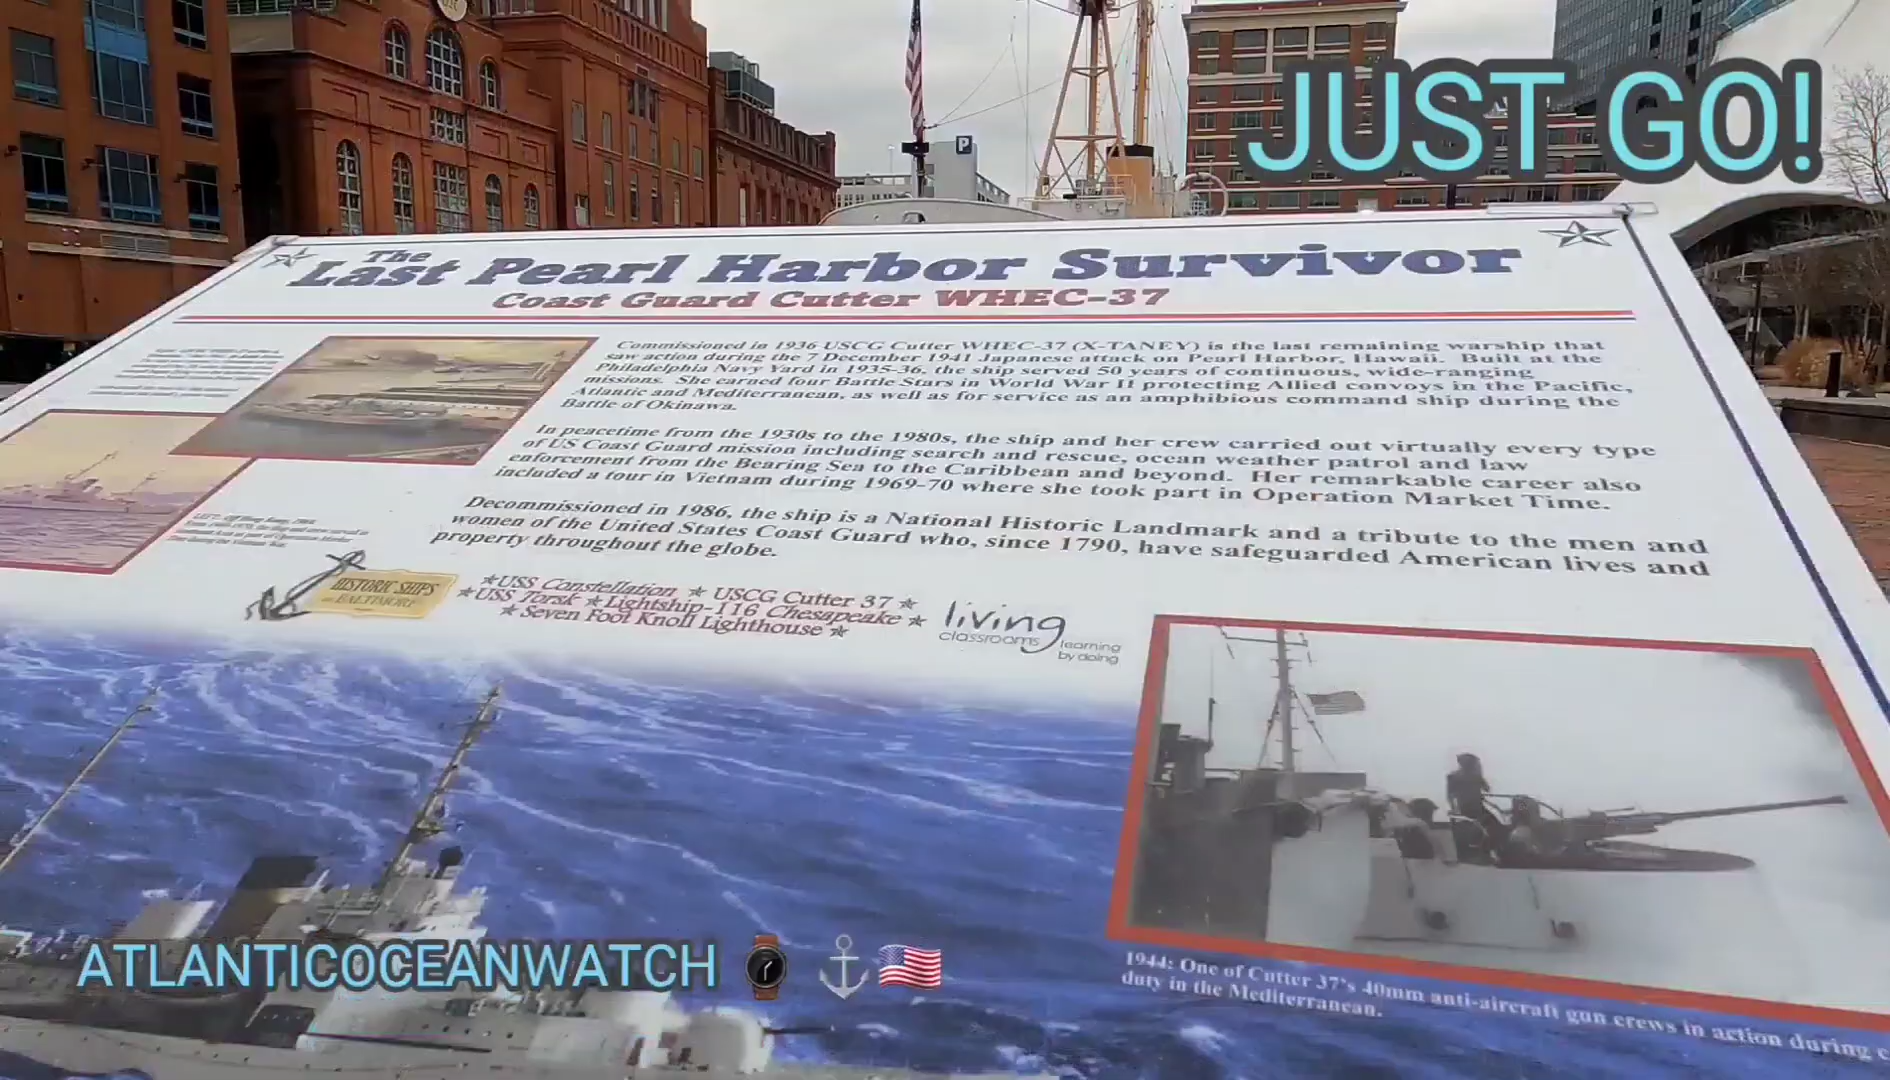 JUST GO!
P
The
Last Pearl Harbor Survivor
Coast Guard Cutter WHEC-37
Commissioned in 1936 USCG Cutter WHEC-37 (X-TANEY) is the last remaining warship that
saw action during the 7 December 1941 Japanese attack on Pearl Harbor, Hawaii. Built at the
Philadelphia Navy Yard in 1935-36, the ship served 50 years of continuous, wide-ranging
missions. She earned four Battle Stars in World War II protecting Allied convoys in the Pacific,
Atlantic and Mediterranean, as well as for service as an amphibious command ship during the
Battle of Okinawa.
In peacetime from the 1930s to the 1980s, the ship and her crew carried out virtually every type
of US Coast Guard mission including search and rescue, ocean weather patrol and law
enforcement from the Bearing Sea to the Caribbean and beyond. Her remarkable career also
included a tour in Vietnam during 1969-70 where she took part in Operation Market Time.
Decommissioned in 1986, the ship is a National Historic Landmark and a tribute to the men and
women of the United States Coast Guard who, since 1790, have safeguarded American lives and
property throughout the globe.
HISTORIC SHIPS
IN BALTIMORE
★USS Constellation ★ USCG Cutter 37 ★
★USS Torsk ★ Lightship-116 Chesapeake ★
★ Seven Foot Knoll Lighthouse ★
living
classrooms
learning
by doing
1944: One of Cutter 37's 40mm anti-aircraft gun crews in action during c
duty in the Mediterranean.
ATLANTICOCEANWATCH